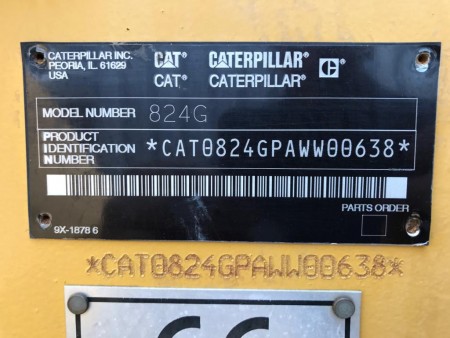 CATERPILLAR INC.
PEORIA, IL. 61629
USA
CAT® CATERPILLAR®
CAT® CATERPILLAR®
MODEL NUMBER 824G
PRODUCT
IDENTIFICATION
NUMBER
*CAT0824GPAWW00638*
PARTS ORDER
9X-1878 6
*CAT0824GPAWW00638*